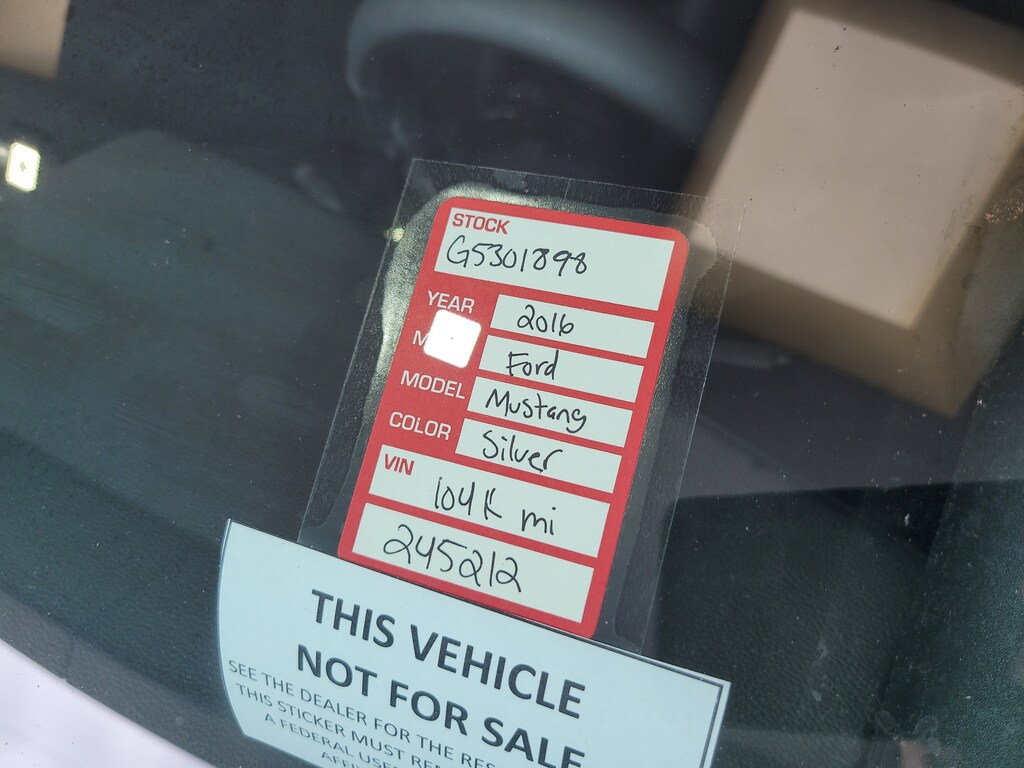 STOCK
G5301898
YEAR 2016
Ford
MODEL Mustang
COLOR Silver
VIN
104K mi
245212
THIS VEHICLE
NOT FOR SALE
SEE THE DEALER FOR THE
THIS STICKER MUST
A FEDERAL